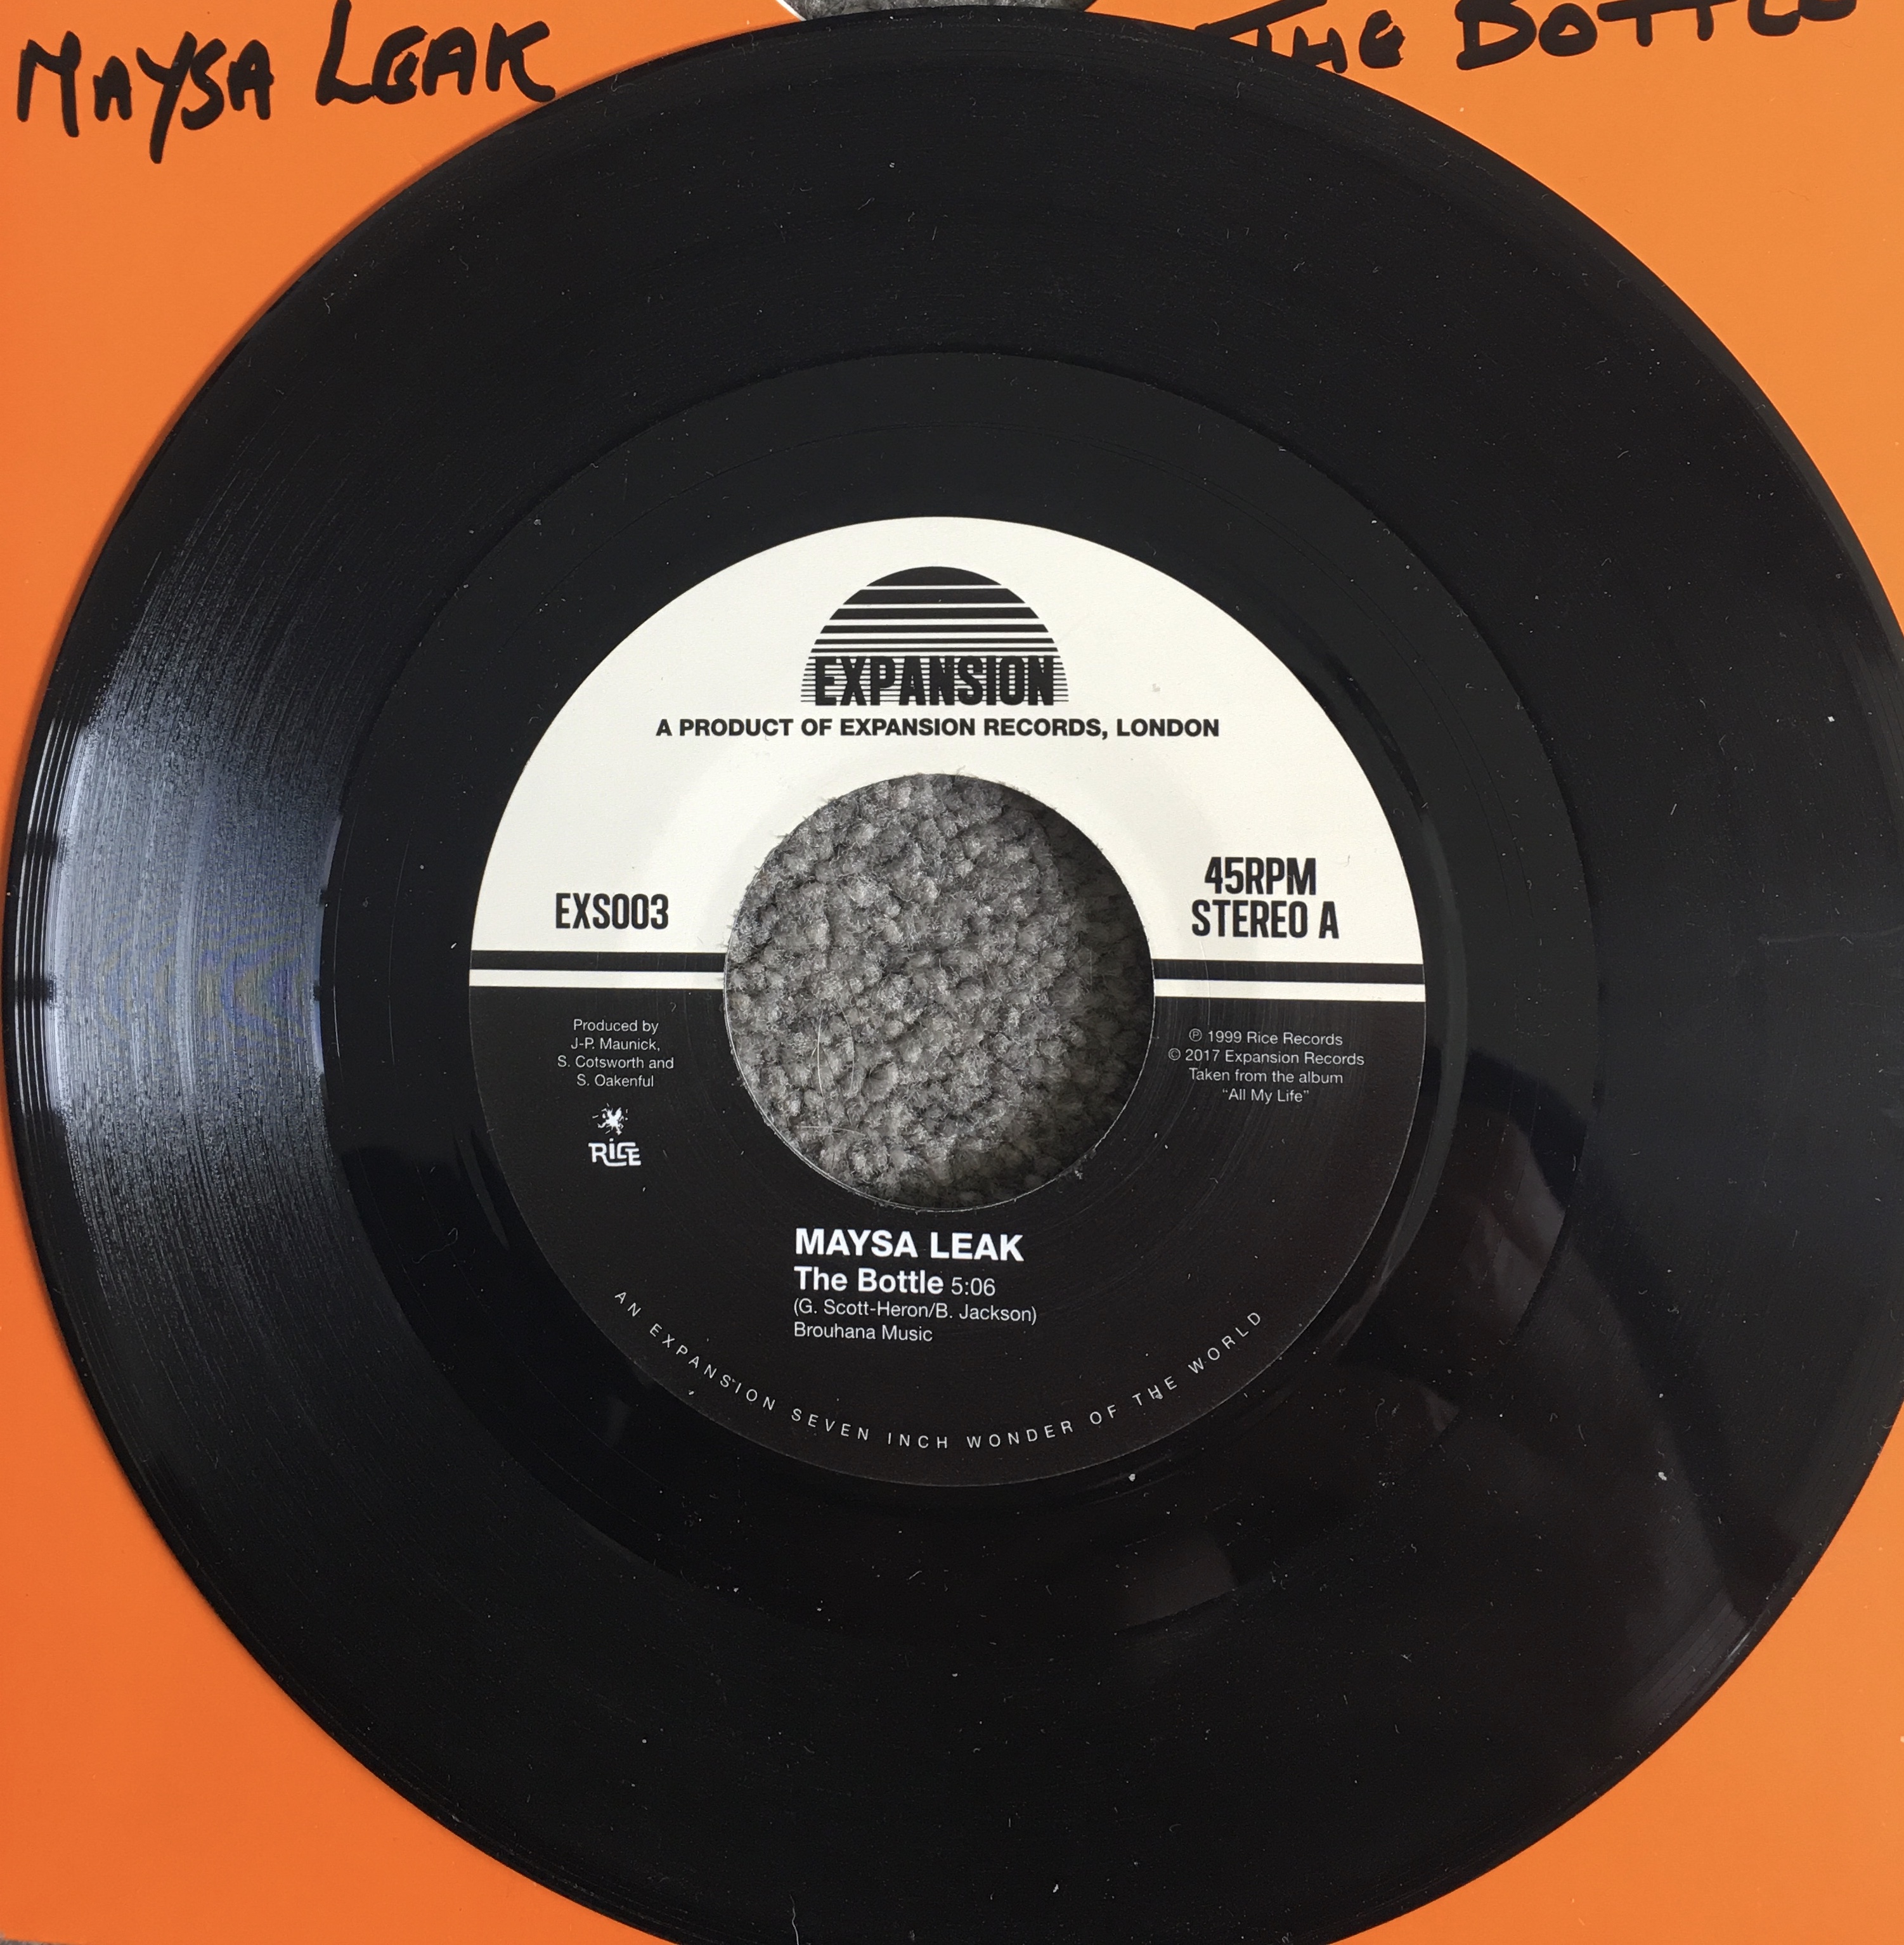 MAYSA LEAK
THE BOTTLE
EXPANSION
A PRODUCT OF EXPANSION RECORDS, LONDON
EXS003
45RPM
STEREO A
Produced by
J-P. Maunick,
S. Cotsworth and
S. Oakenful
RICE
℗ 1999 Rice Records
© 2017 Expansion Records
Taken from the album
“All My Life”
MAYSA LEAK
The Bottle 5:06
(G. Scott-Heron/B. Jackson)
Brouhana Music
AN EXPANSION SEVEN INCH WONDER OF THE WORLD